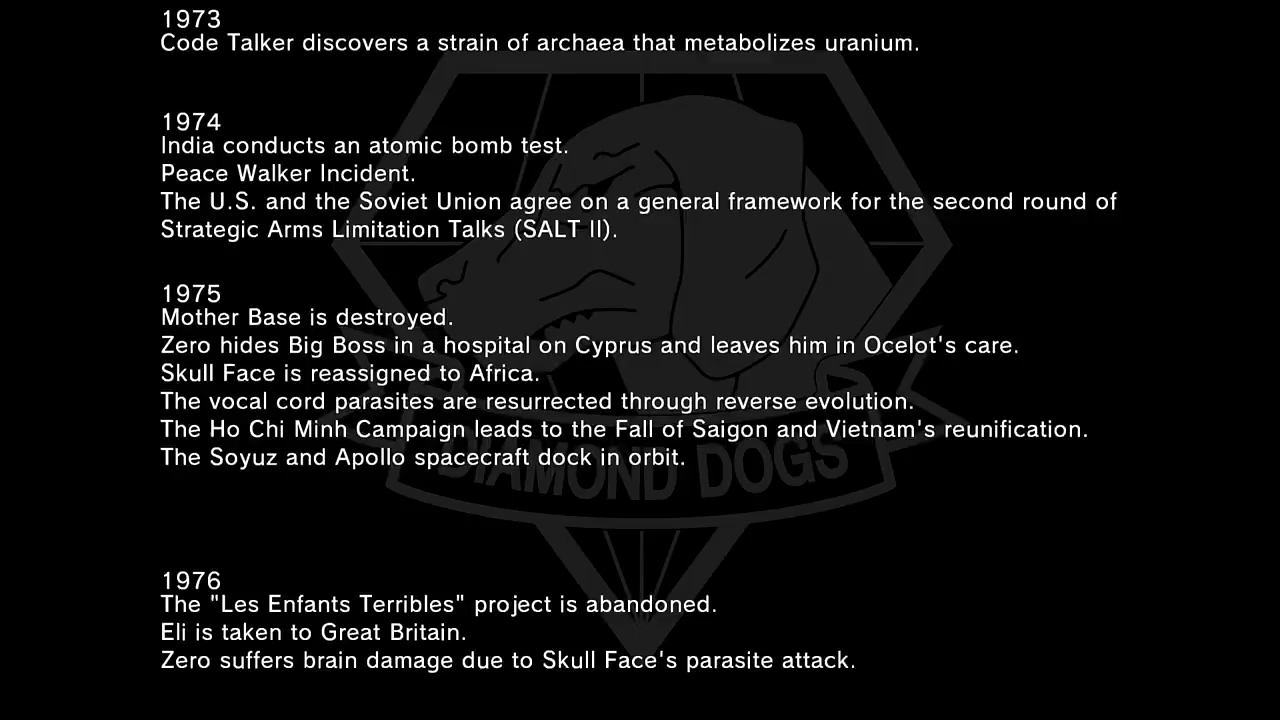 1973
Code Talker discovers a strain of archaea that metabolizes uranium.
1974
India conducts an atomic bomb test.
Peace Walker Incident.
The U.S. and the Soviet Union agree on a general framework for the second round of
Strategic Arms Limitation Talks (SALT II).
1975
Mother Base is destroyed.
Zero hides Big Boss in a hospital on Cyprus and leaves him in Ocelot's care.
Skull Face is reassigned to Africa.
The vocal cord parasites are resurrected through reverse evolution.
The Ho Chi Minh Campaign leads to the Fall of Saigon and Vietnam's reunification.
The Soyuz and Apollo spacecraft dock in orbit.
DIAMOND DOGS
1976
The "Les Enfants Terribles" project is abandoned.
Eli is taken to Great Britain.
Zero suffers brain damage due to Skull Face's parasite attack.